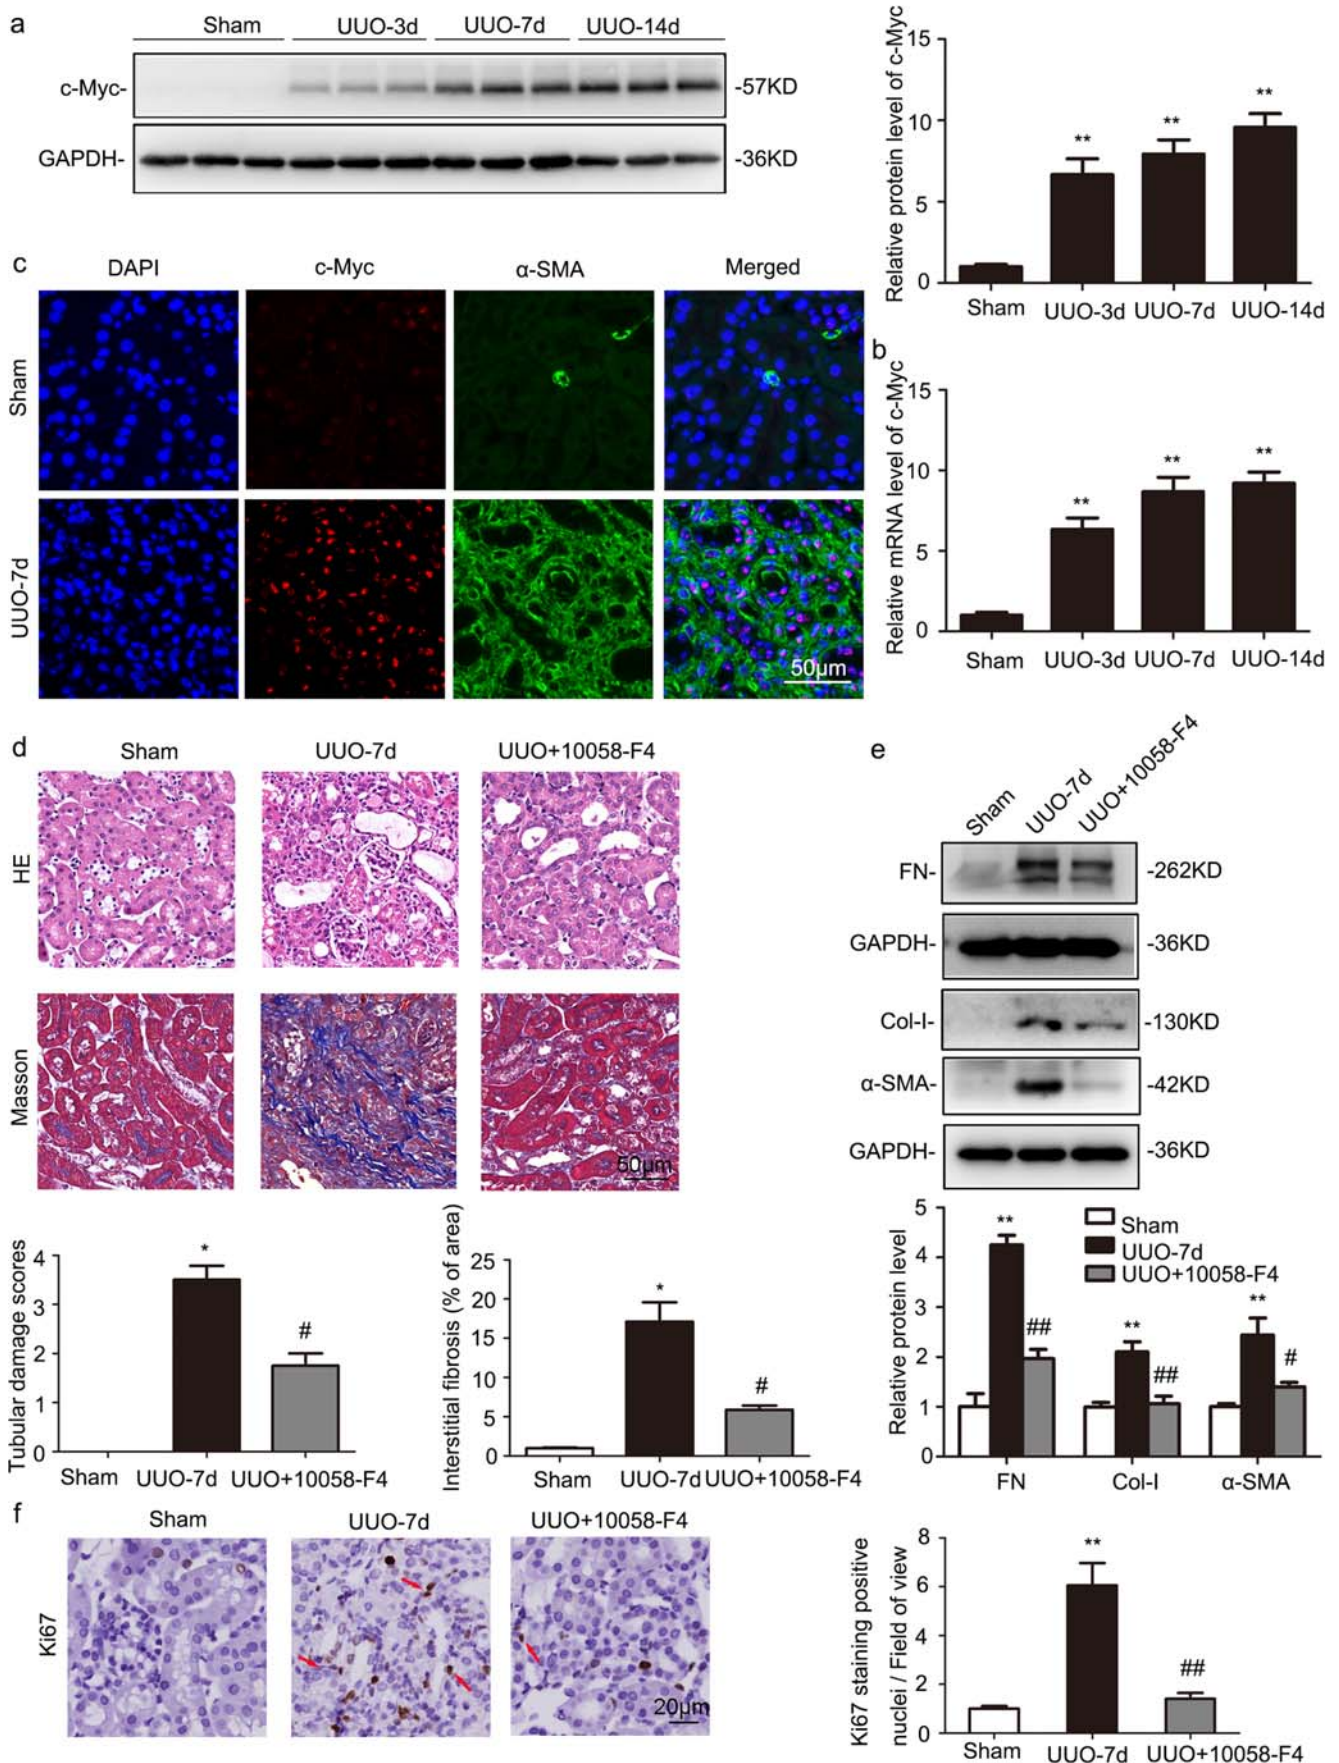 a
Sham UUO-3d UUO-7d UUO-14d
c-Myc- -57KD
GAPDH- -36KD
Relative protein level of c-Myc
15
10
5
0
** ** **
Sham UUO-3d UUO-7d UUO-14d
b
Relative mRNA level of c-Myc
15
10
5
0
** ** **
Sham UUO-3d UUO-7d UUO-14d
c
DAPI c-Myc α-SMA Merged
Sham
UUO-7d
50μm
d
Sham UUO-7d UUO+10058-F4
HE
Masson
50μm
Tubular damage scores
4
3
2
1
0
* #
Sham UUO-7d UUO+10058-F4
Interstitial fibrosis (% of area)
25
20
15
10
5
0
* #
Sham UUO-7d UUO+10058-F4
e
Sham UUO-7d UUO+10058-F4
FN- -262KD
GAPDH- -36KD
Col-I- -130KD
α-SMA- -42KD
GAPDH- -36KD
Relative protein level
5
4
3
2
1
0
Sham
UUO-7d
UUO+10058-F4
** ## ** ## ** #
FN Col-I α-SMA
f
Sham UUO-7d UUO+10058-F4
Ki67
20μm
Ki67 staining positive
nuclei / Field of view
8
6
4
2
0
** ##
Sham UUO-7d UUO+10058-F4